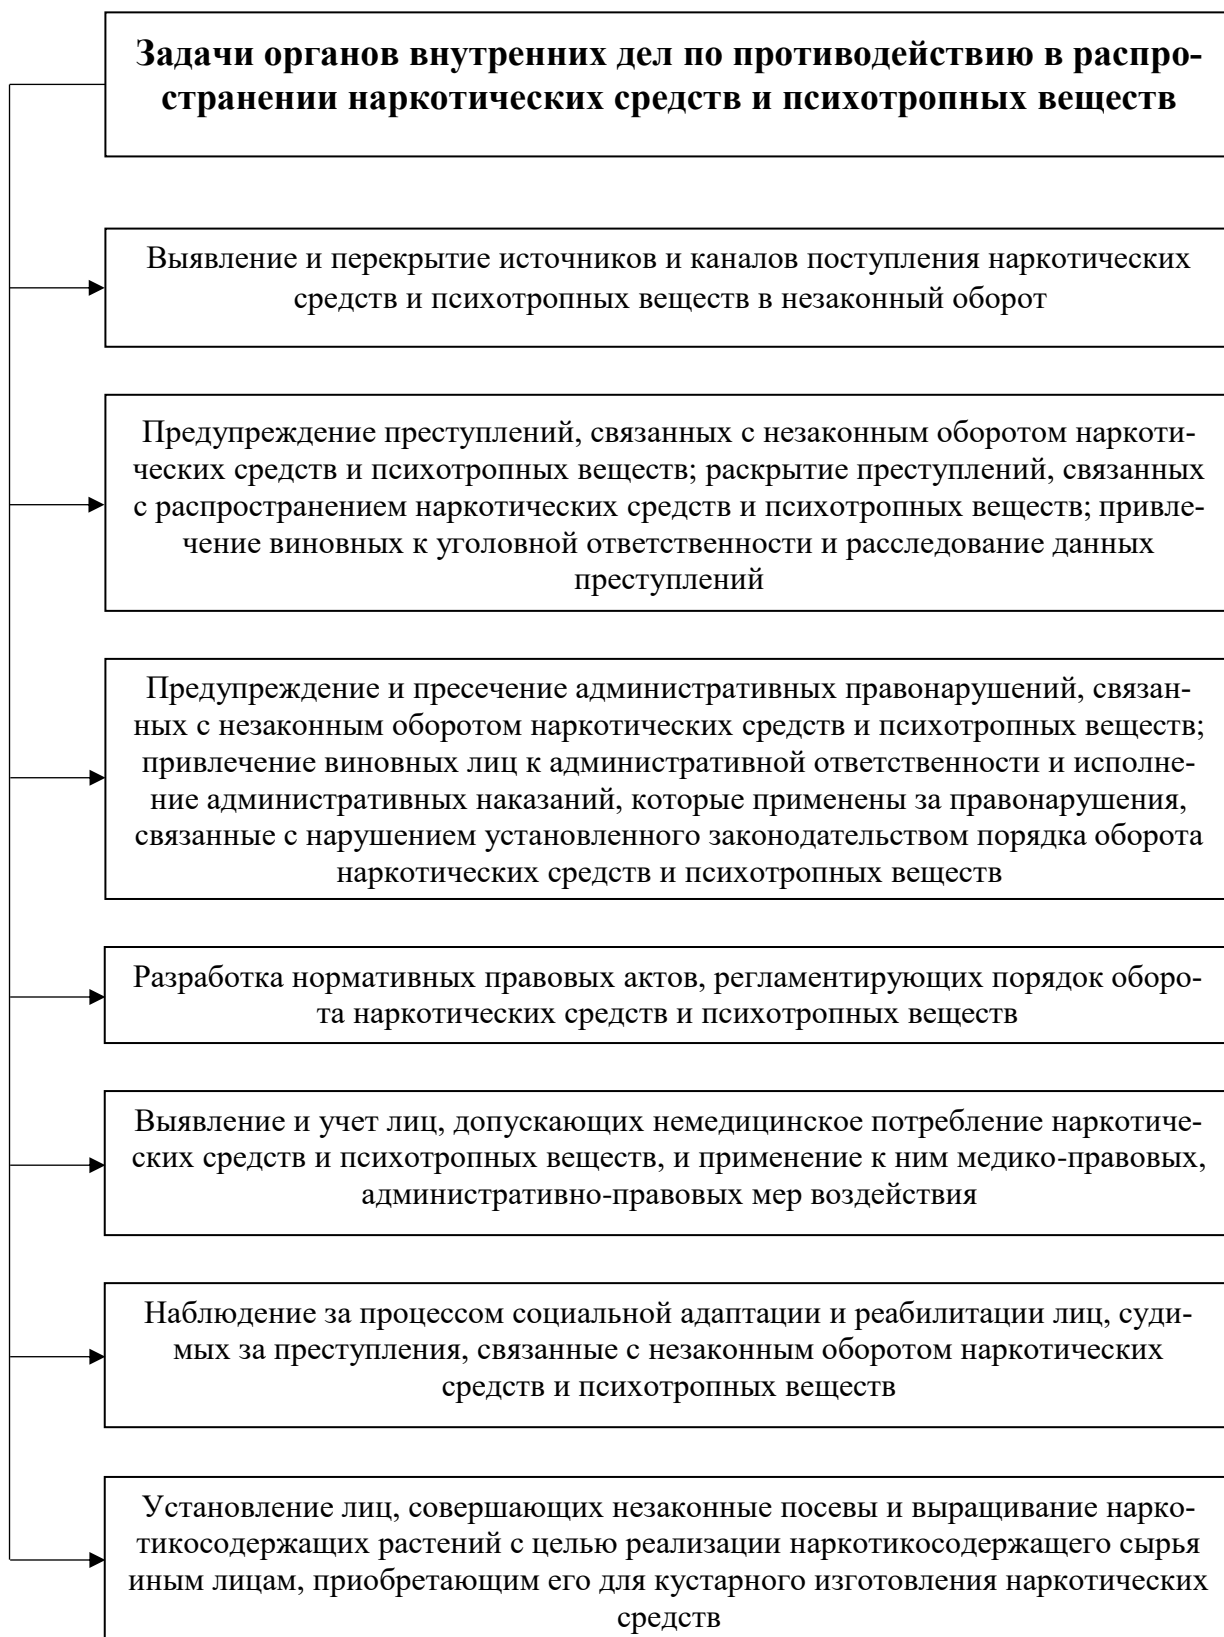 Задачи органов внутренних дел по противодействию в распро-
странении наркотических средств и психотропных веществ
Выявление и перекрытие источников и каналов поступления наркотических
средств и психотропных веществ в незаконный оборот
Предупреждение преступлений, связанных с незаконным оборотом наркоти-
ческих средств и психотропных веществ; раскрытие преступлений, связанных
с распространением наркотических средств и психотропных веществ; привле-
чение виновных к уголовной ответственности и расследование данных
преступлений
Предупреждение и пресечение административных правонарушений, связан-
ных с незаконным оборотом наркотических средств и психотропных веществ;
привлечение виновных лиц к административной ответственности и исполне-
ние административных наказаний, которые применены за правонарушения,
связанные с нарушением установленного законодательством порядка оборота
наркотических средств и психотропных веществ
Разработка нормативных правовых актов, регламентирующих порядок оборо-
та наркотических средств и психотропных веществ
Выявление и учет лиц, допускающих немедицинское потребление наркотиче-
ских средств и психотропных веществ, и применение к ним медико-правовых,
административно-правовых мер воздействия
Наблюдение за процессом социальной адаптации и реабилитации лиц, суди-
мых за преступления, связанные с незаконным оборотом наркотических
средств и психотропных веществ
Установление лиц, совершающих незаконные посевы и выращивание нарко-
тикосодержащих растений с целью реализации наркотикосодержащего сырья
иным лицам, приобретающим его для кустарного изготовления наркотических
средств